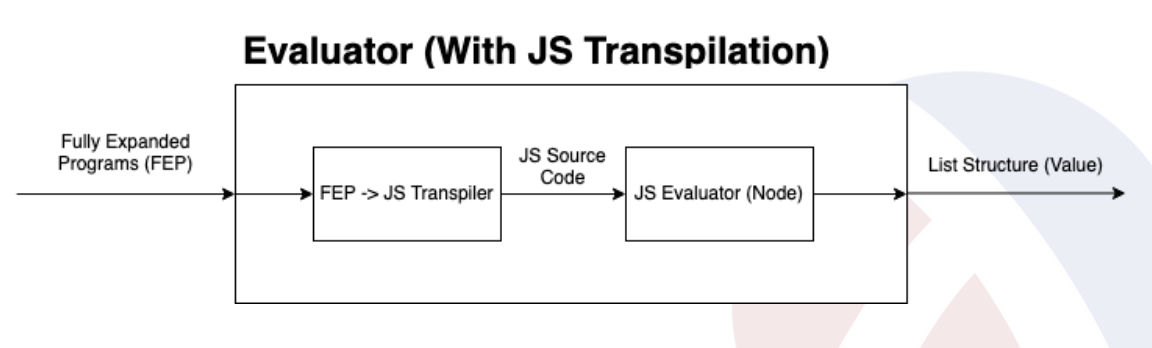 Evaluator (With JS Transpilation)
Fully Expanded
Programs (FEP)
FEP -> JS Transpiler
JS Source
Code
JS Evaluator (Node)
List Structure (Value)